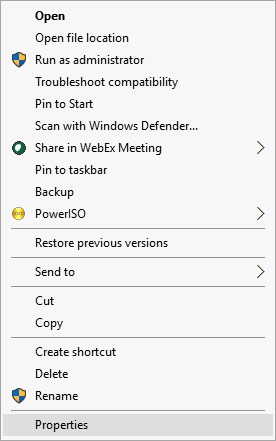 Open
Open file location
Run as administrator
Troubleshoot compatibility
Pin to Start
Scan with Windows Defender...
Share in WebEx Meeting
Pin to taskbar
Backup
PowerISO
Restore previous versions
Send to
Cut
Copy
Create shortcut
Delete
Rename
Properties